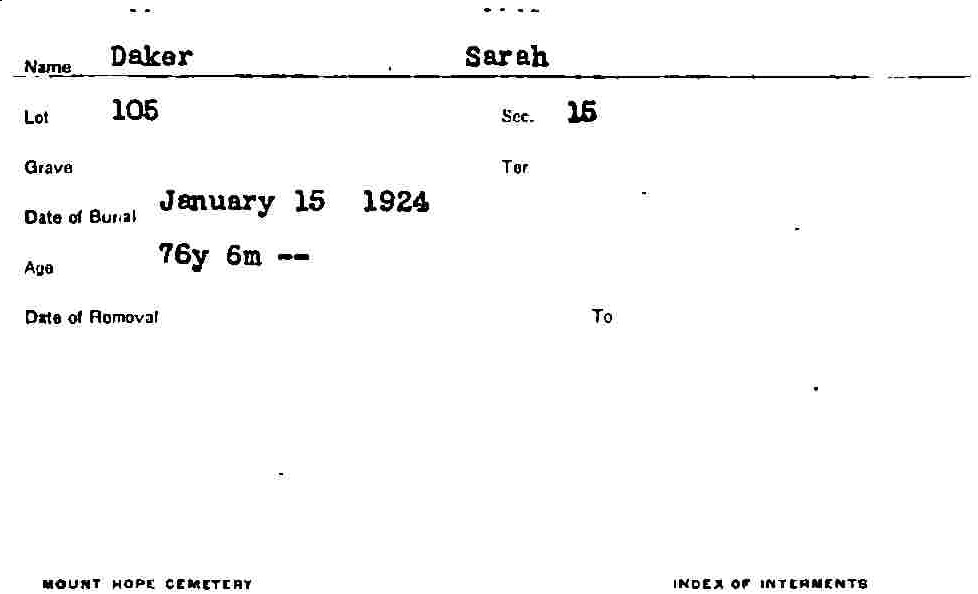 Name Daker Sarah
Lot 105 Sec. 15
Grave Ter
Date of Burial January 15 1924
Age 76y 6m --
Date of Removal To
MOUNT HOPE CEMETERY INDEX OF INTERMENTS